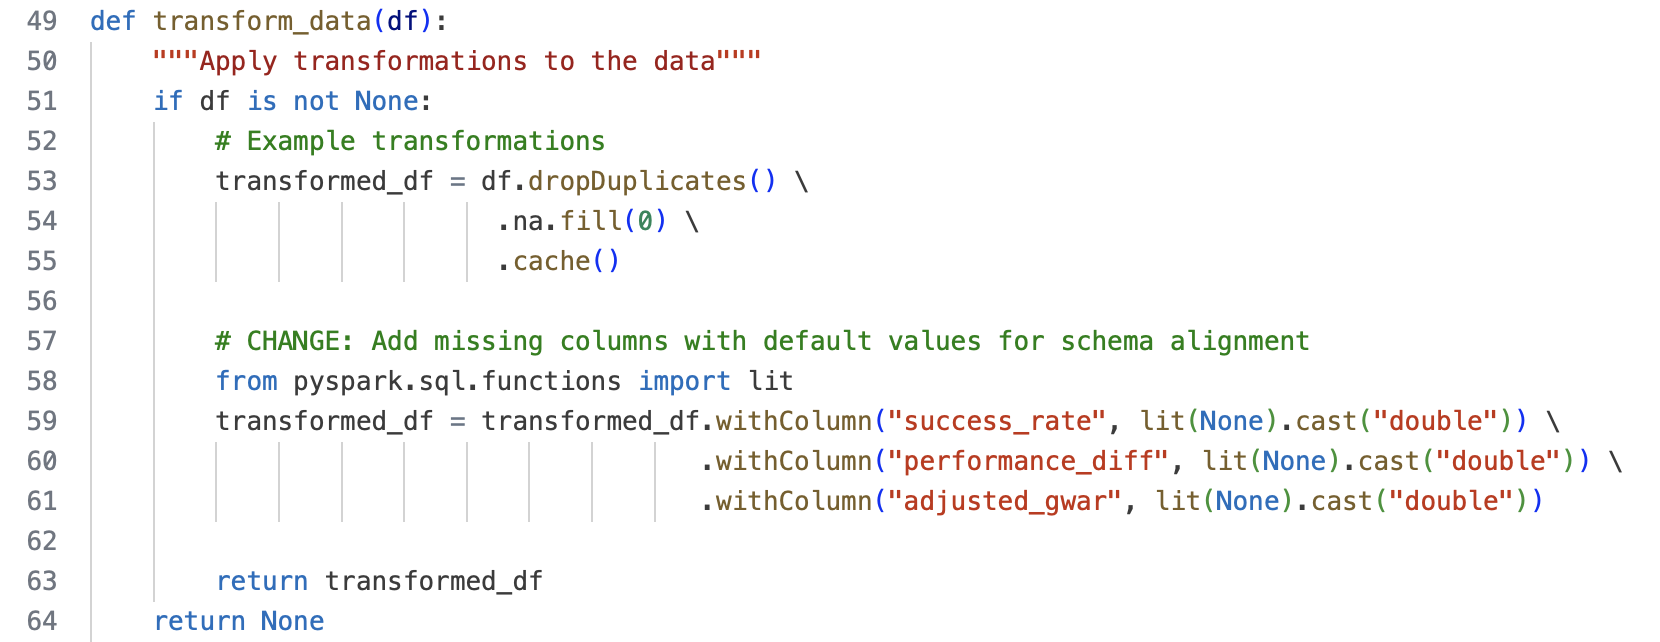 49 def transform_data(df):
50 """Apply transformations to the data"""
51 if df is not None:
52 # Example transformations
53 transformed_df = df.dropDuplicates() \
54 .na.fill(0) \
55 .cache()
56
57 # CHANGE: Add missing columns with default values for schema alignment
58 from pyspark.sql.functions import lit
59 transformed_df = transformed_df.withColumn("success_rate", lit(None).cast("double")) \
60 .withColumn("performance_diff", lit(None).cast("double")) \
61 .withColumn("adjusted_gwar", lit(None).cast("double"))
62
63 return transformed_df
64 return None